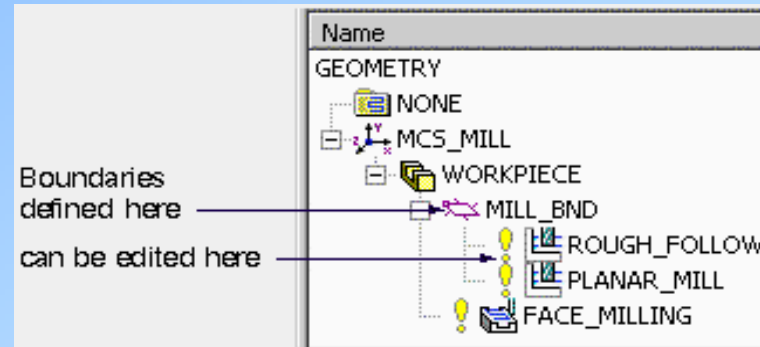 Name
GEOMETRY
NONE
MCS_MILL
WORKPIECE
Boundaries
defined here
MILL_BND
can be edited here
ROUGH_FOLLOW
PLANAR_MILL
FACE_MILLING